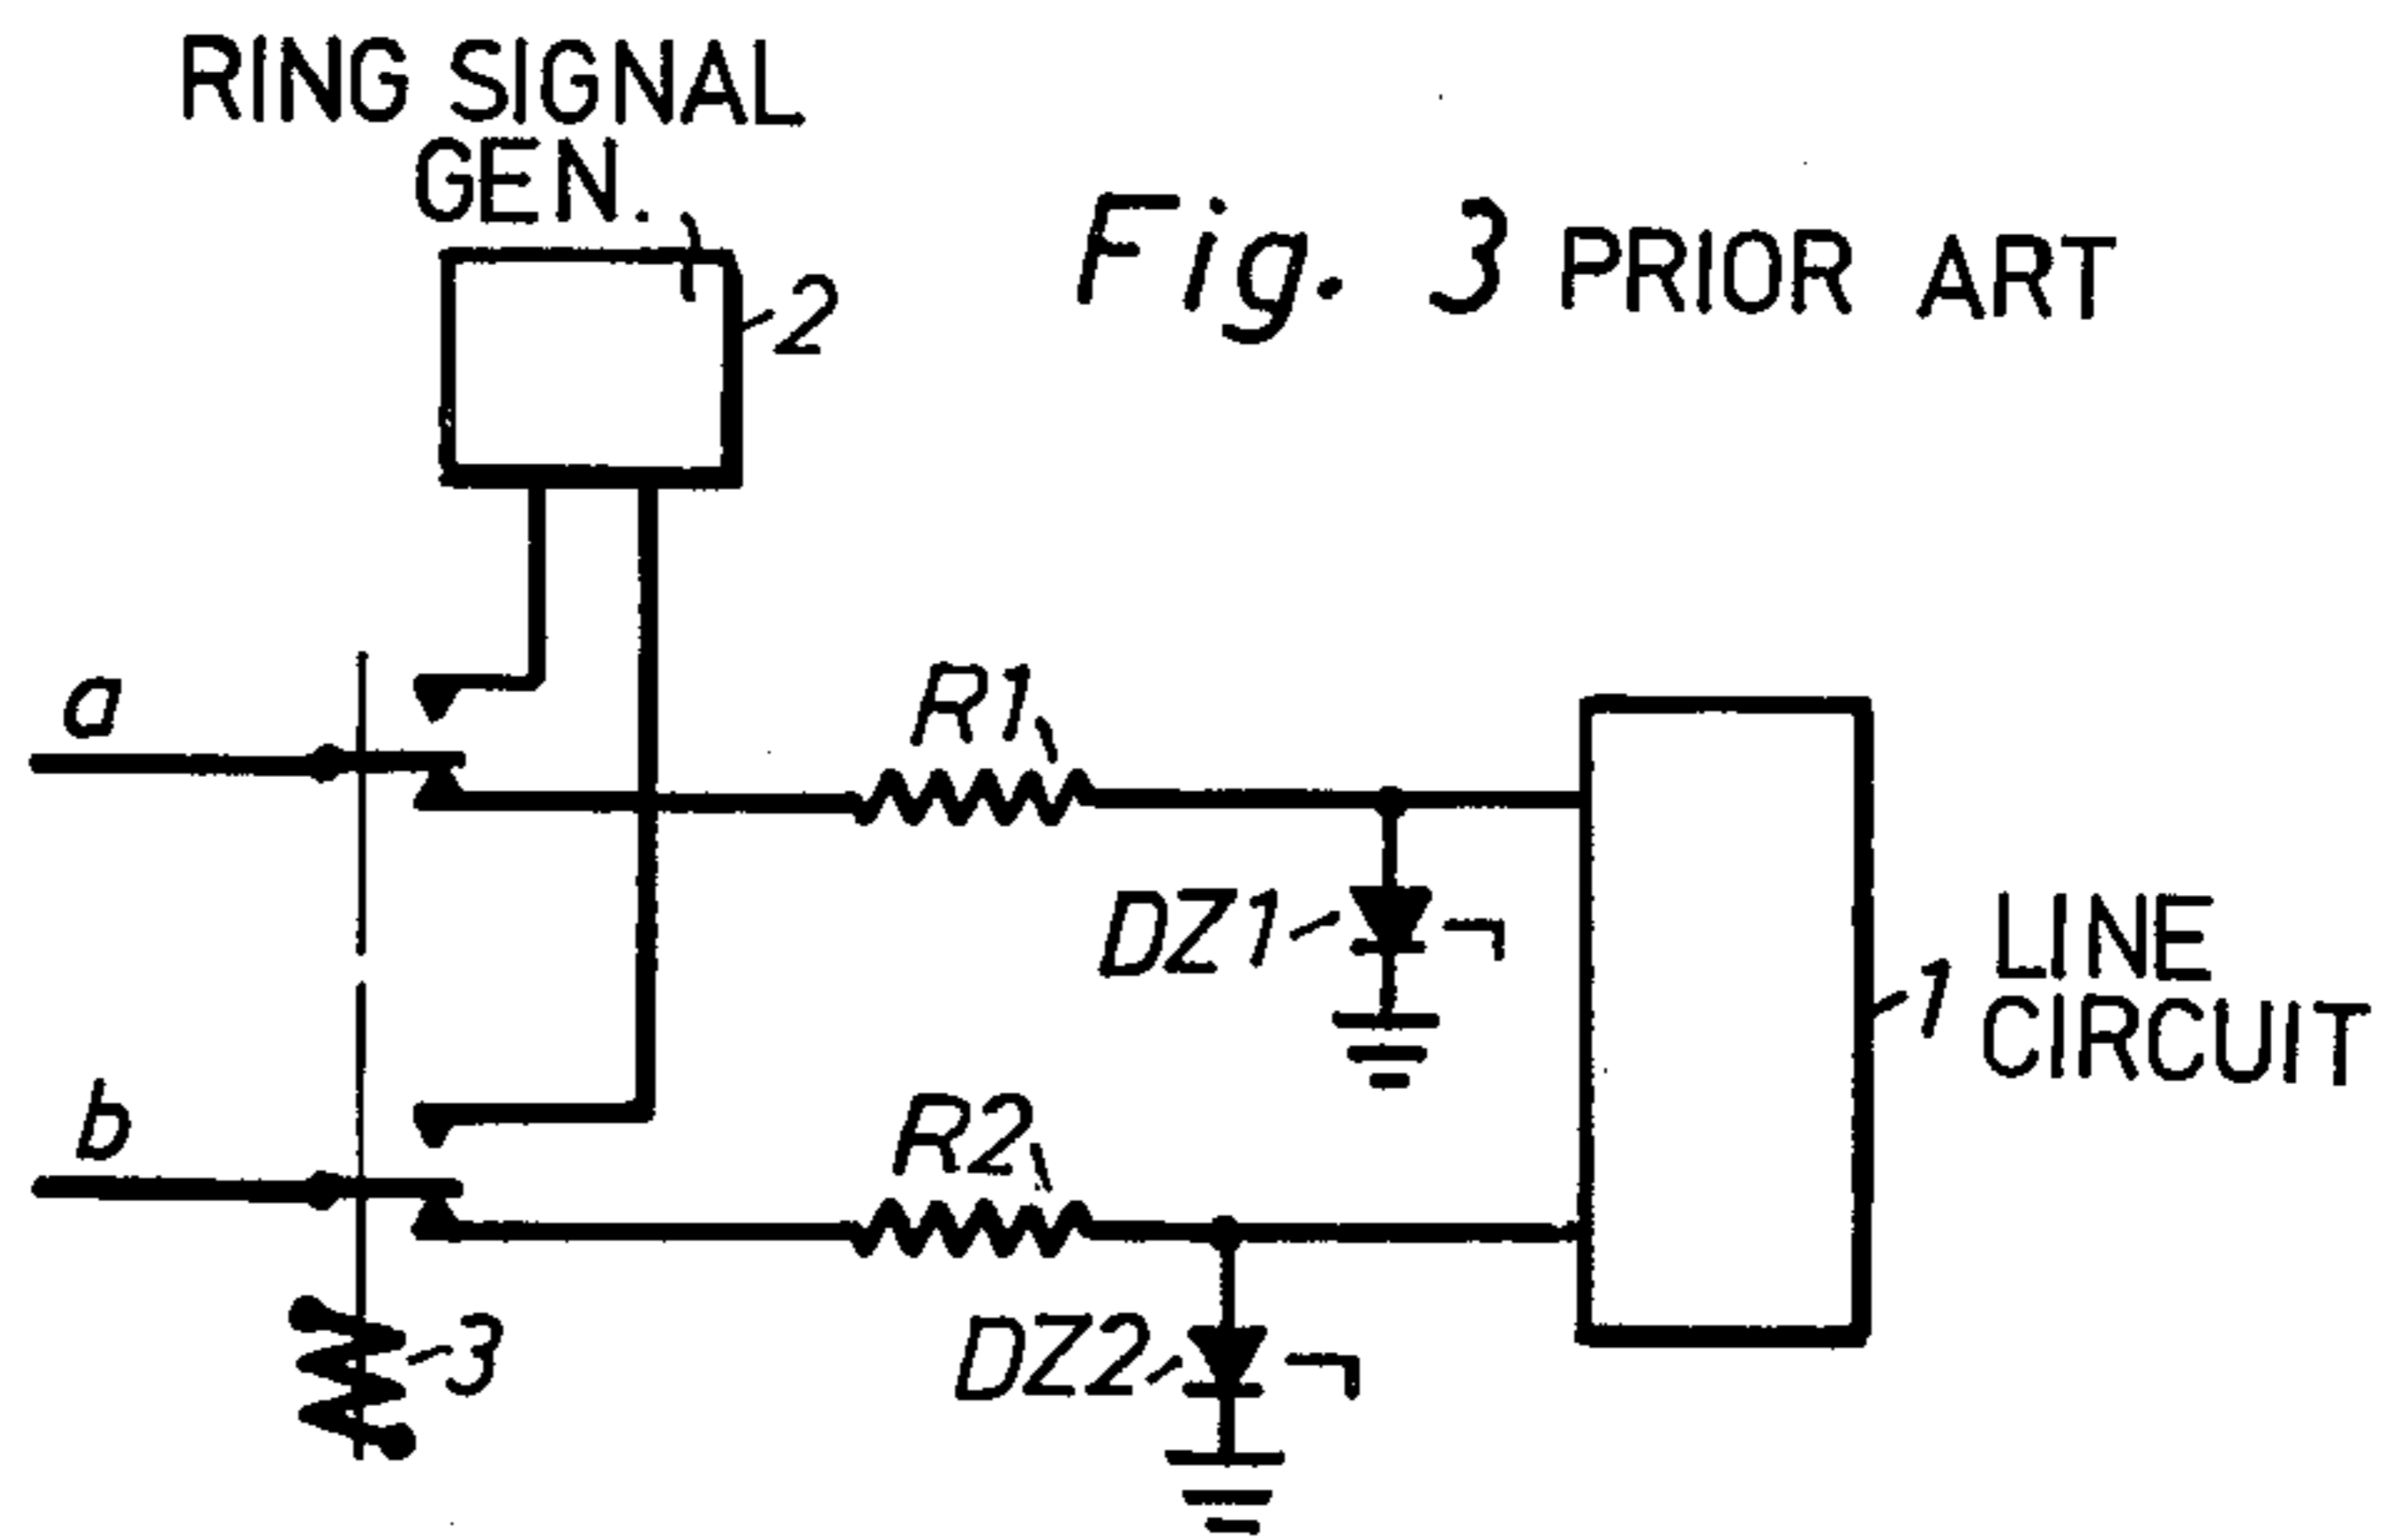 RING SIGNAL
GEN.
2
Fig. 3 PRIOR ART
a
R1
DZ1
1
LINE
CIRCUIT
b
R2
DZ2
3